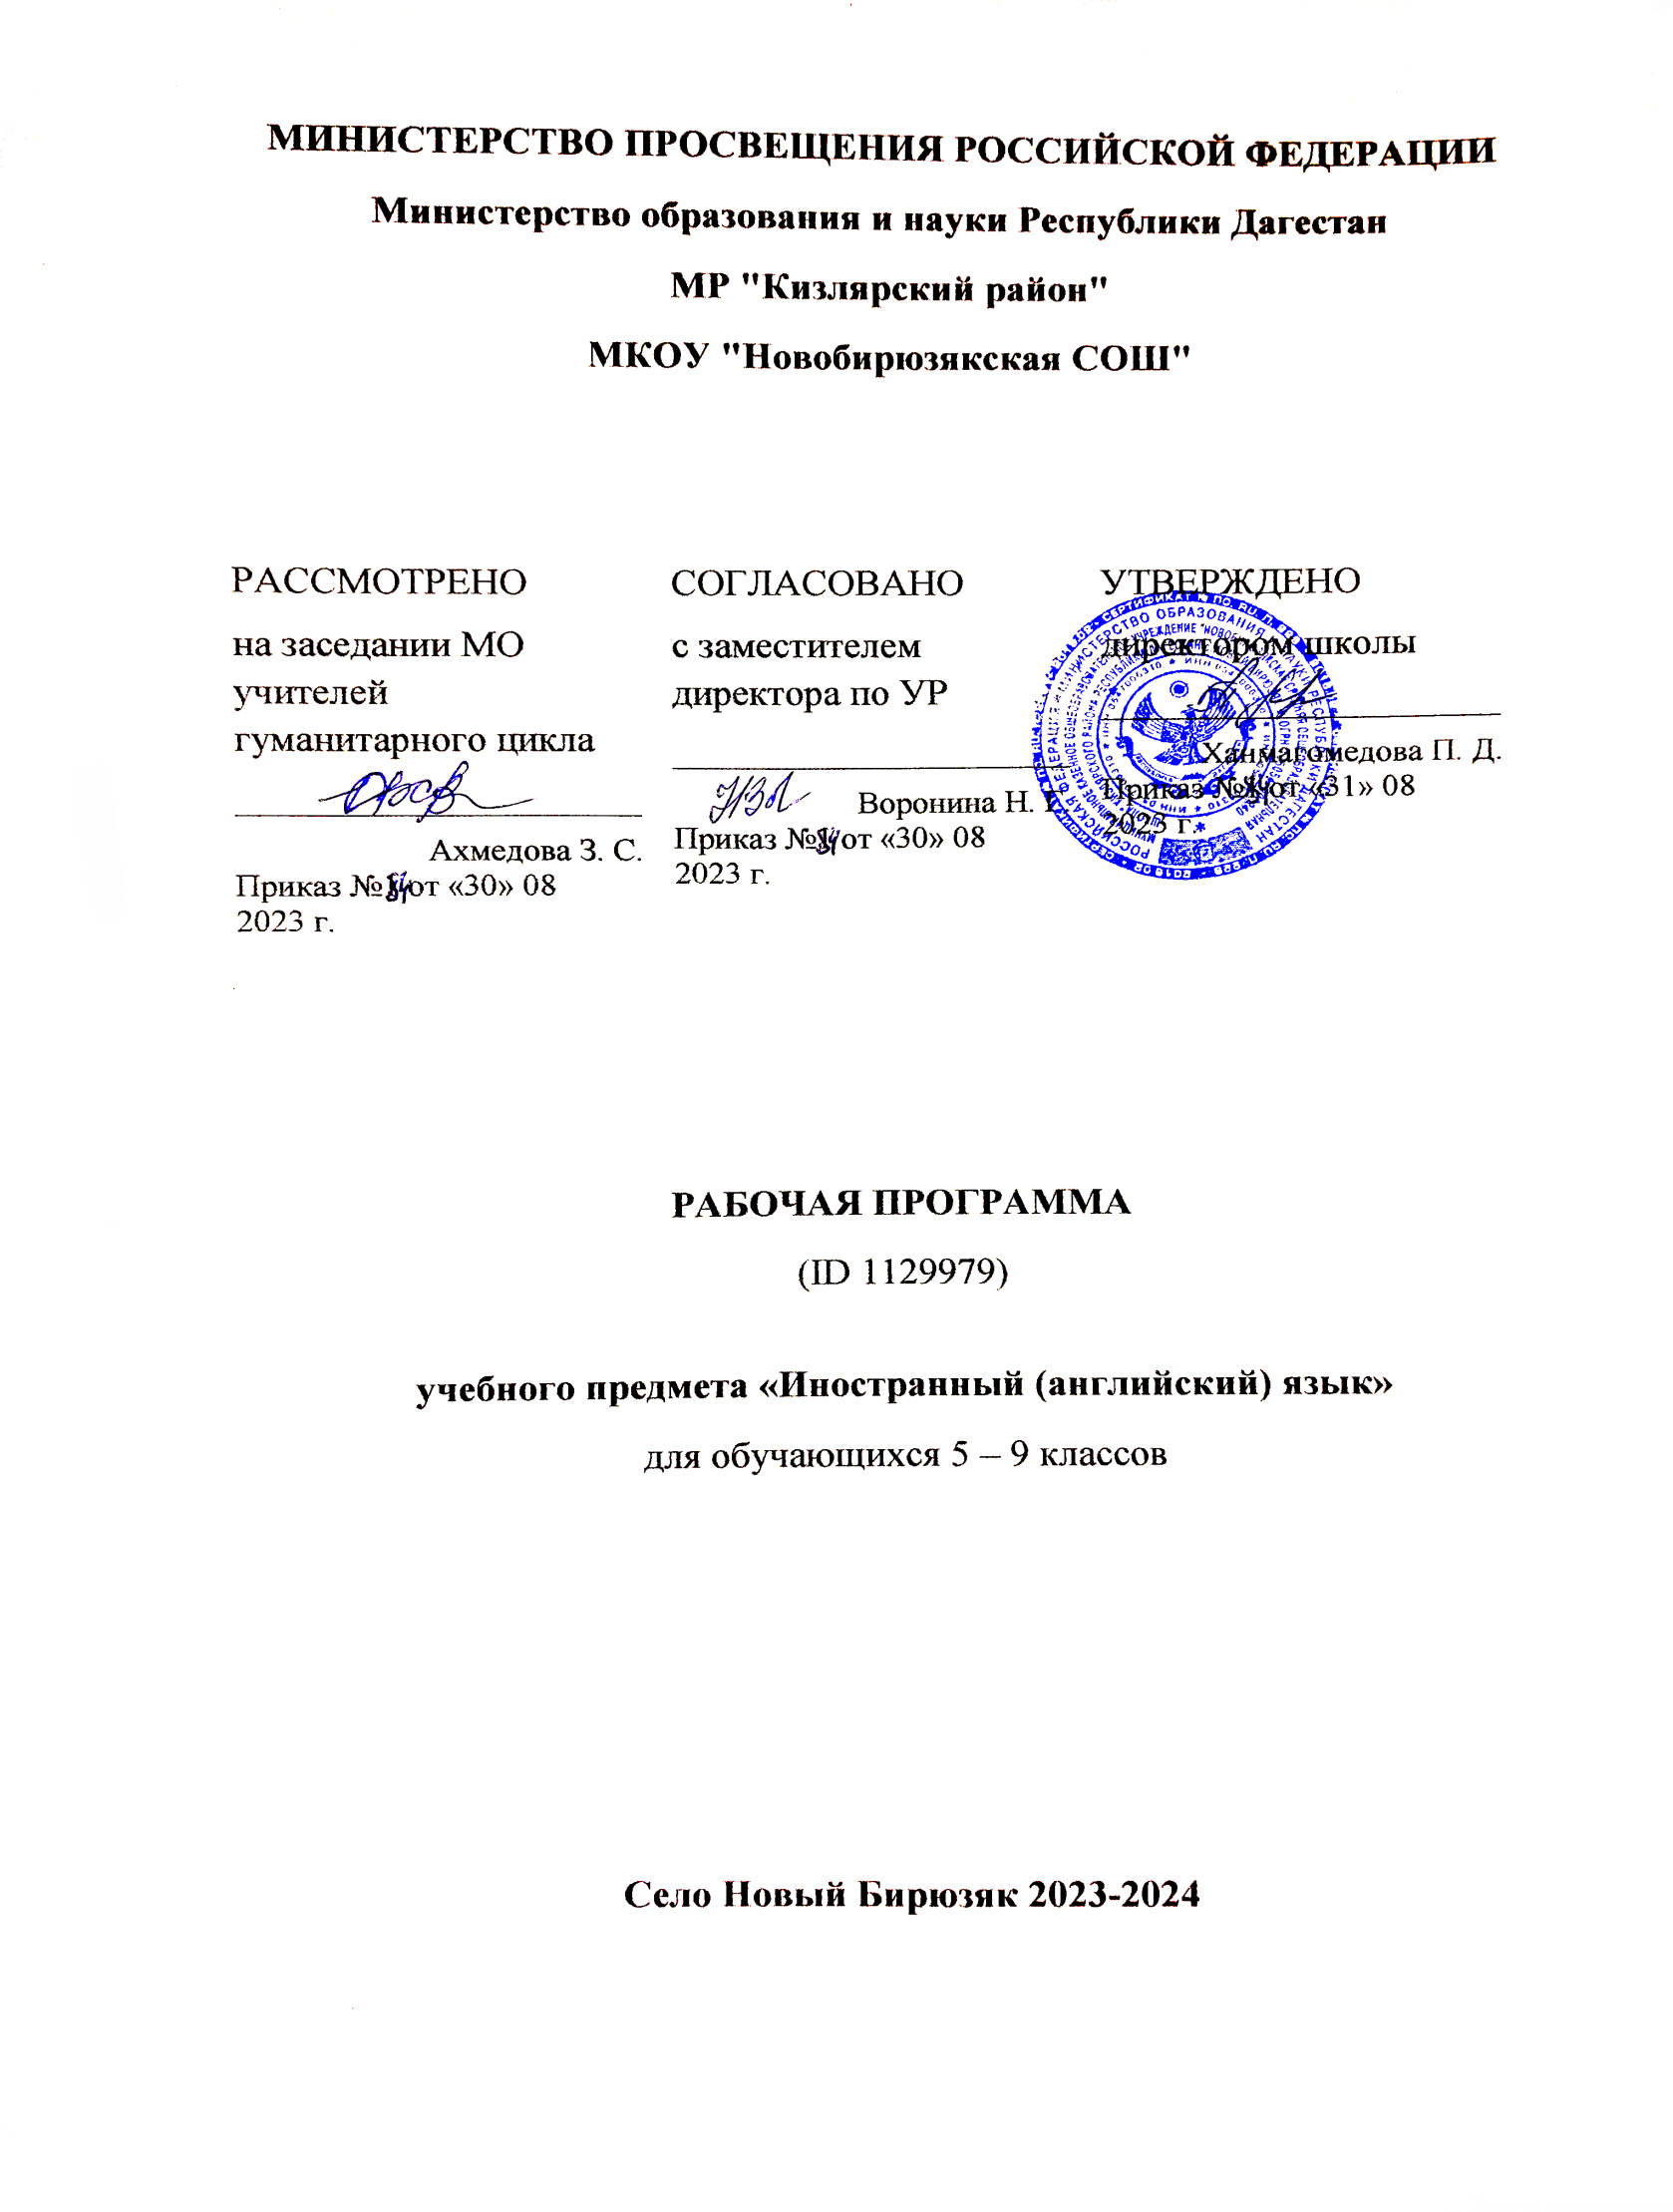 МИНИСТЕРСТВО ПРОСВЕЩЕНИЯ РОССИЙСКОЙ ФЕДЕРАЦИИ
Министерство образования и науки Республики Дагестан
МР "Кизлярский район"
МКОУ "Новобирюзякская СОШ"
РАССМОТРЕНО
на заседании МО
учителей
гуманитарного цикла
Ахмедова З. С.
Приказ № от «30» 08
2023 г.
СОГЛАСОВАНО
с заместителем
директора по УР
Воронина Н.
Приказ № от «30» 08
2023 г.
УТВЕРЖДЕНО
директором школы
Ханмагомедова П. Д.
Приказ № от «31» 08
2023 г.
РАБОЧАЯ ПРОГРАММА
(ID 1129979)
учебного предмета «Иностранный (английский) язык»
для обучающихся 5 – 9 классов
Село Новый Бирюзяк 2023-2024